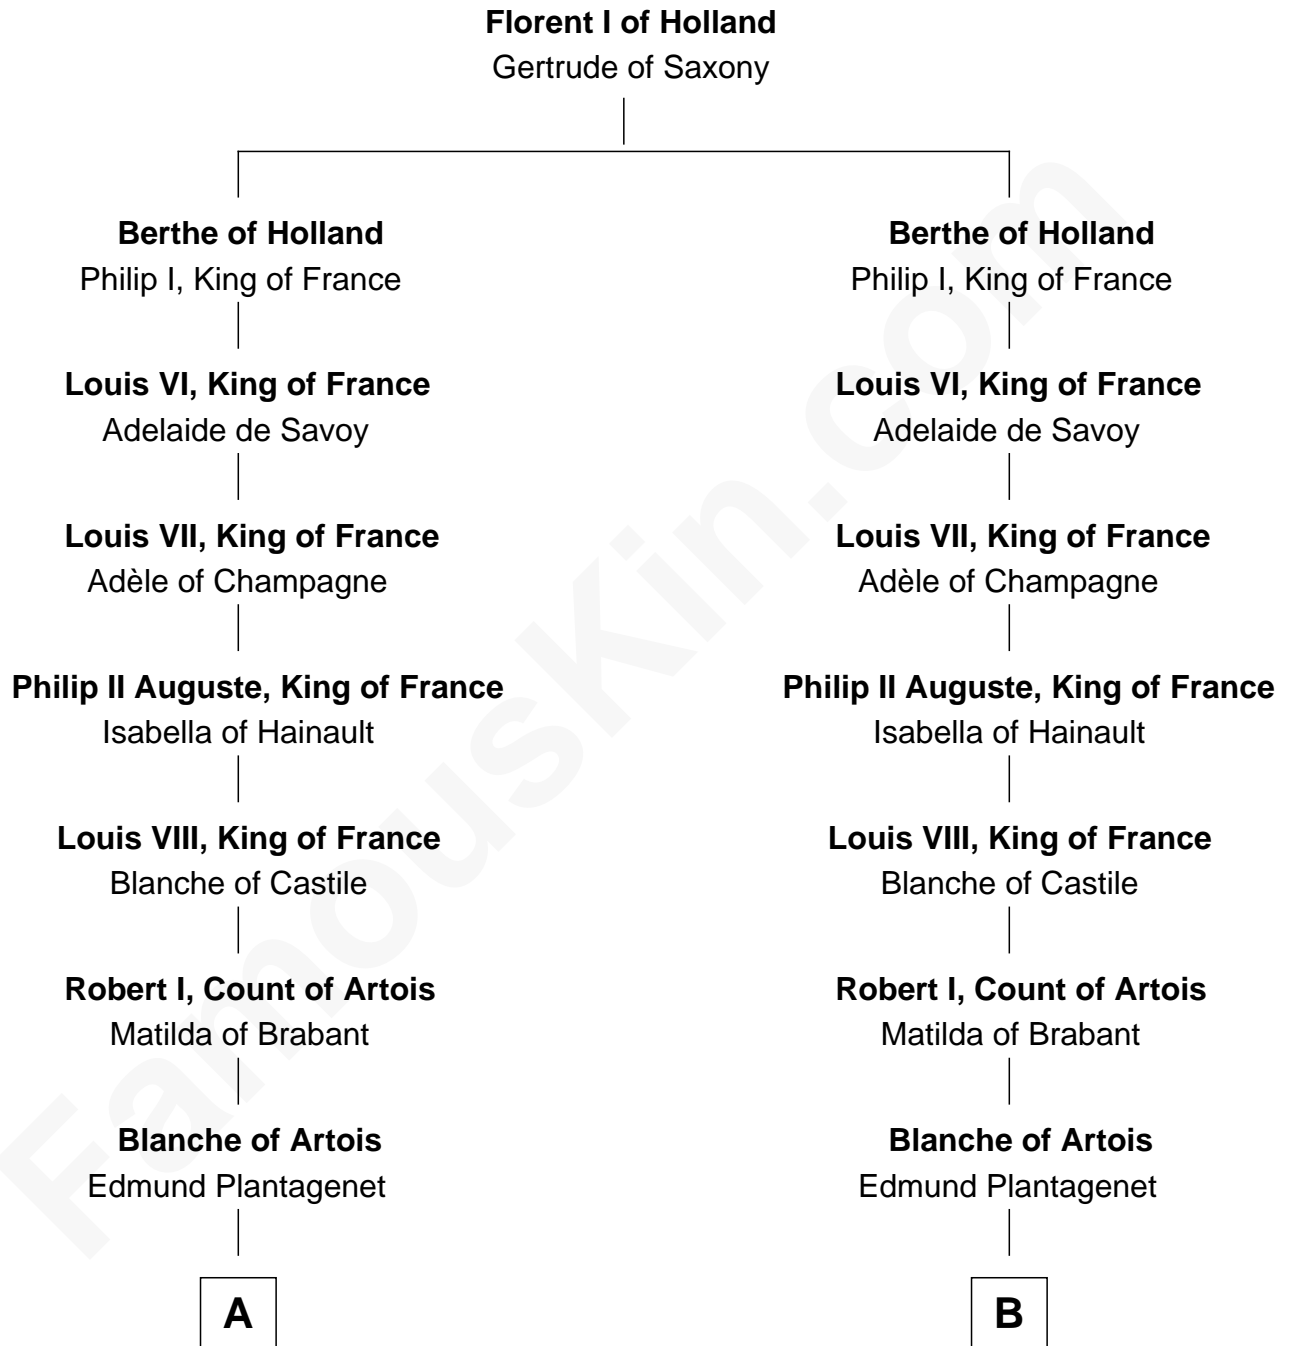 Florent I of Holland
Gertrude of Saxony
Berthe of Holland
Philip I, King of France
Berthe of Holland
Philip I, King of France
Louis VI, King of France
Adelaide de Savoy
Louis VI, King of France
Adelaide de Savoy
Louis VII, King of France
Adèle of Champagne
Louis VII, King of France
Adèle of Champagne
Philip II Auguste, King of France
Isabella of Hainault
Philip II Auguste, King of France
Isabella of Hainault
Louis VIII, King of France
Blanche of Castile
Louis VIII, King of France
Blanche of Castile
Robert I, Count of Artois
Matilda of Brabant
Robert I, Count of Artois
Matilda of Brabant
Blanche of Artois
Edmund Plantagenet
Blanche of Artois
Edmund Plantagenet
A
B
FamousKin.com